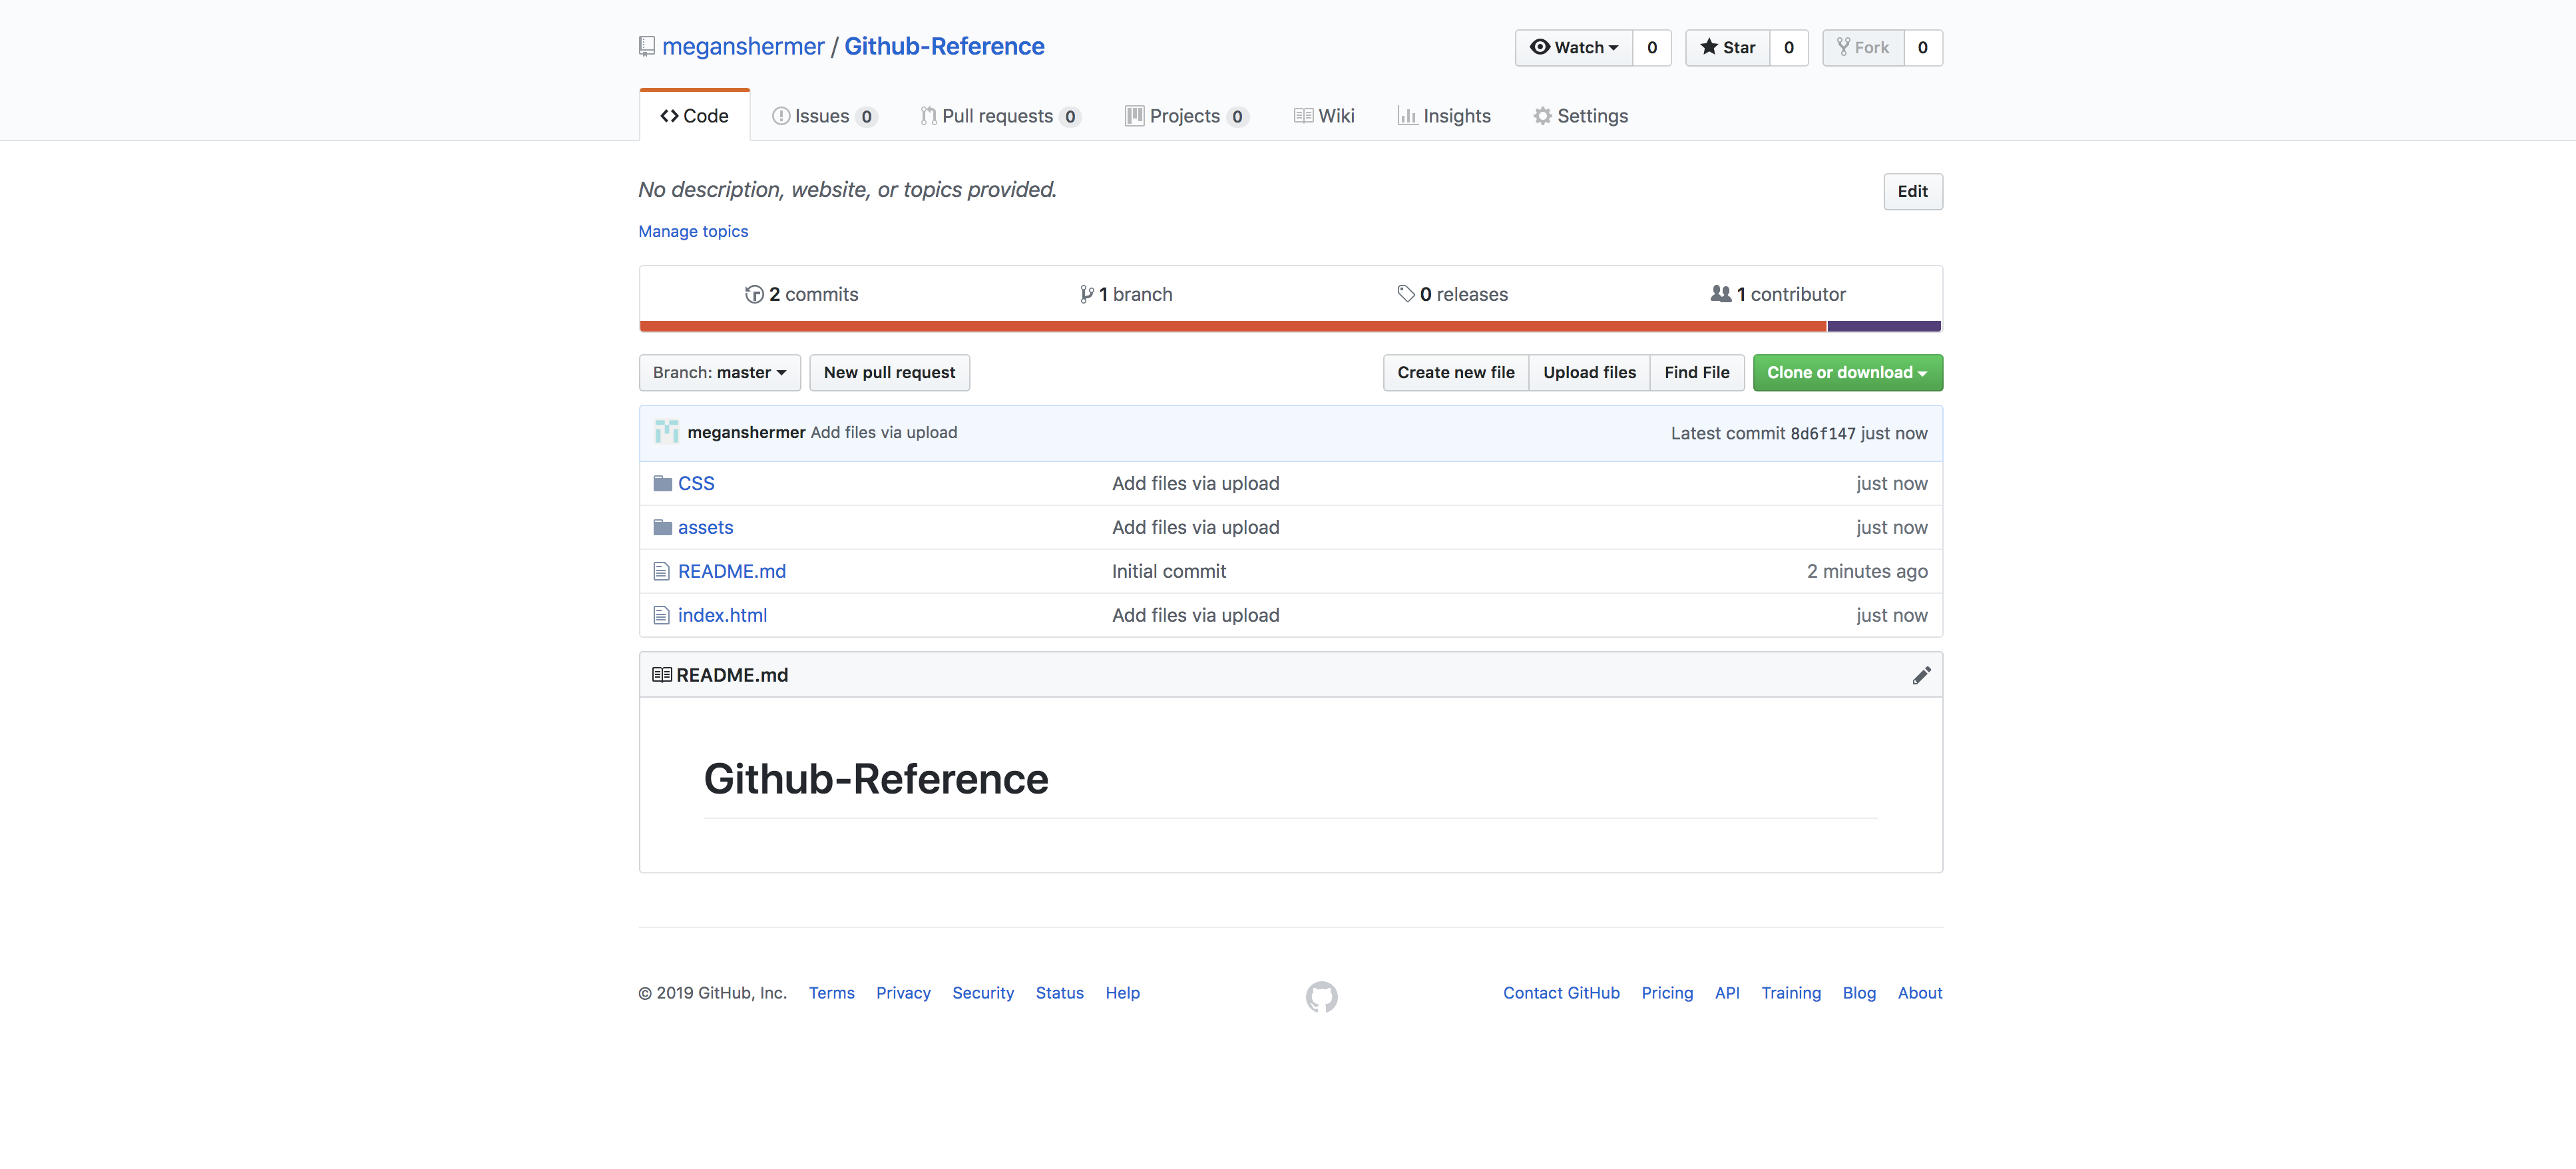 meganshermer / Github-Reference
Watch 0 Star 0 Fork 0
Code Issues 0 Pull requests 0 Projects 0 Wiki Insights Settings
No description, website, or topics provided.
Edit
Manage topics
2 commits 1 branch 0 releases 1 contributor
Branch: master New pull request Create new file Upload files Find File Clone or download
meganshermer Add files via upload Latest commit 8d6f147 just now
CSS Add files via upload just now
assets Add files via upload just now
README.md Initial commit 2 minutes ago
index.html Add files via upload just now
README.md
Github-Reference
© 2019 GitHub, Inc. Terms Privacy Security Status Help Contact GitHub Pricing API Training Blog About